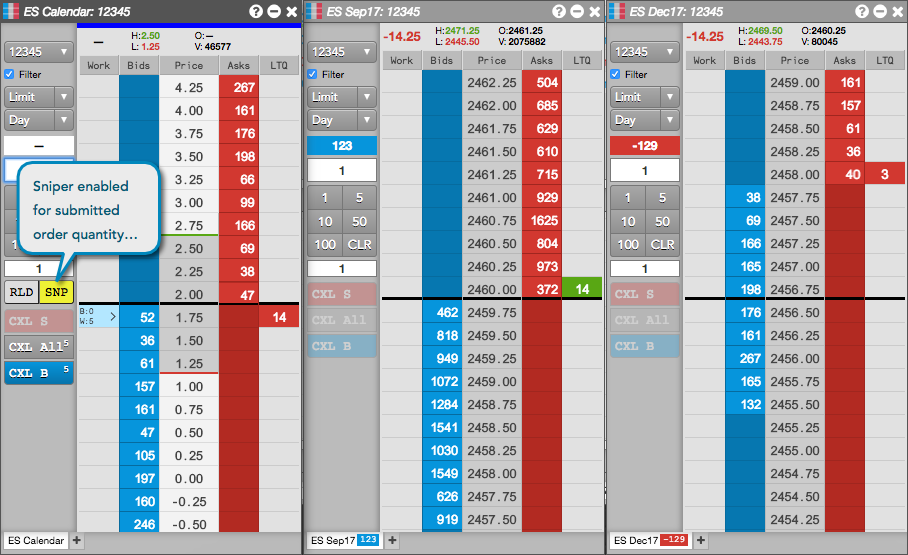 ES Calendar: 12345
12345
Filter
Limit
Day
—
Sniper enabled
for submitted
order quantity...
1
RLD SNP
CXL S
CXL All 5
CXL B 5
— H:2.50 O:—
L: 1.25 V: 46577
Work Bids Price Asks LTQ
4.25 267
4.00 161
3.75 176
3.50 198
3.25 66
3.00 99
2.75 166
2.50 69
2.25 38
2.00 47
B:0
W:5 52 1.75 14
36 1.50
61 1.25
157 1.00
161 0.75
47 0.50
105 0.25
197 0.00
160 -0.25
246 -0.50
ES Calendar +
ES Sep17: 12345
12345
Filter
Limit
Day
123
1
1 5
10 50
100 CLR
1
CXL S
CXL All
CXL B
-14.25 H:2471.25 O:2461.25
L: 2445.50 V: 2075682
Work Bids Price Asks LTQ
2462.25 504
2462.00 685
2461.75 629
2461.50 610
2461.25 715
2461.00 929
2460.75 1625
2460.50 804
2460.25 973
2460.00 372 14
462 2459.75
818 2459.50
949 2459.25
1072 2459.00
1284 2458.75
1541 2458.50
1030 2458.25
1549 2458.00
626 2457.75
919 2457.50
ES Sep17 123 +
ES Dec17: 12345
12345
Filter
Limit
Day
-129
1
1 5
10 50
100 CLR
1
CXL S
CXL All
CXL B
-14.25 H:2469.50 O:2460.25
L: 2443.75 V: 80045
Work Bids Price Asks LTQ
2459.00 161
2458.75 157
2458.50 61
2458.25 36
2458.00 40 3
38 2457.75
69 2457.50
166 2457.25
165 2457.00
198 2456.75
176 2456.50
161 2456.25
267 2456.00
165 2455.75
132 2455.50
2455.25
2455.00
2454.75
2454.50
2454.25
ES Dec17 -129 +